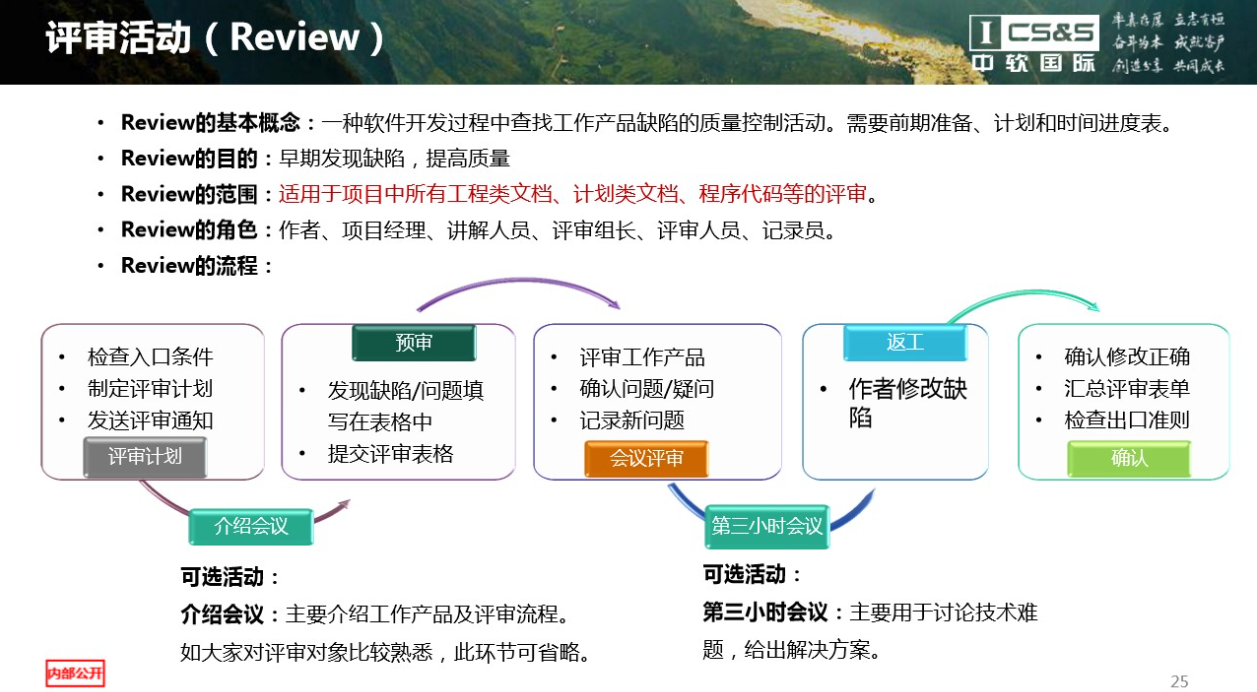 评审活动（Review）
ICS&S
中软国际
率真存厚 立志有恒
奋斗为本 成就客户
创造分享 共同成长
• Review的基本概念：一种软件开发过程中查找工作产品缺陷的质量控制活动。需要前期准备、计划和时间进度表。
• Review的目的：早期发现缺陷，提高质量
• Review的范围：适用于项目中所有工程类文档、计划类文档、程序代码等的评审。
• Review的角色：作者、项目经理、讲解人员、评审组长、评审人员、记录员。
• Review的流程：
• 检查入口条件
• 制定评审计划
• 发送评审通知
评审计划
预审
• 发现缺陷/问题填
写在表格中
• 提交评审表格
• 评审工作产品
• 确认问题/疑问
• 记录新问题
会议评审
返工
• 作者修改缺
陷
• 确认修改正确
• 汇总评审表单
• 检查出口准则
确认
介绍会议
第三小时会议
可选活动：
介绍会议：主要介绍工作产品及评审流程。
如大家对评审对象比较熟悉，此环节可省略。
可选活动：
第三小时会议：主要用于讨论技术难
题，给出解决方案。
内部公开
25